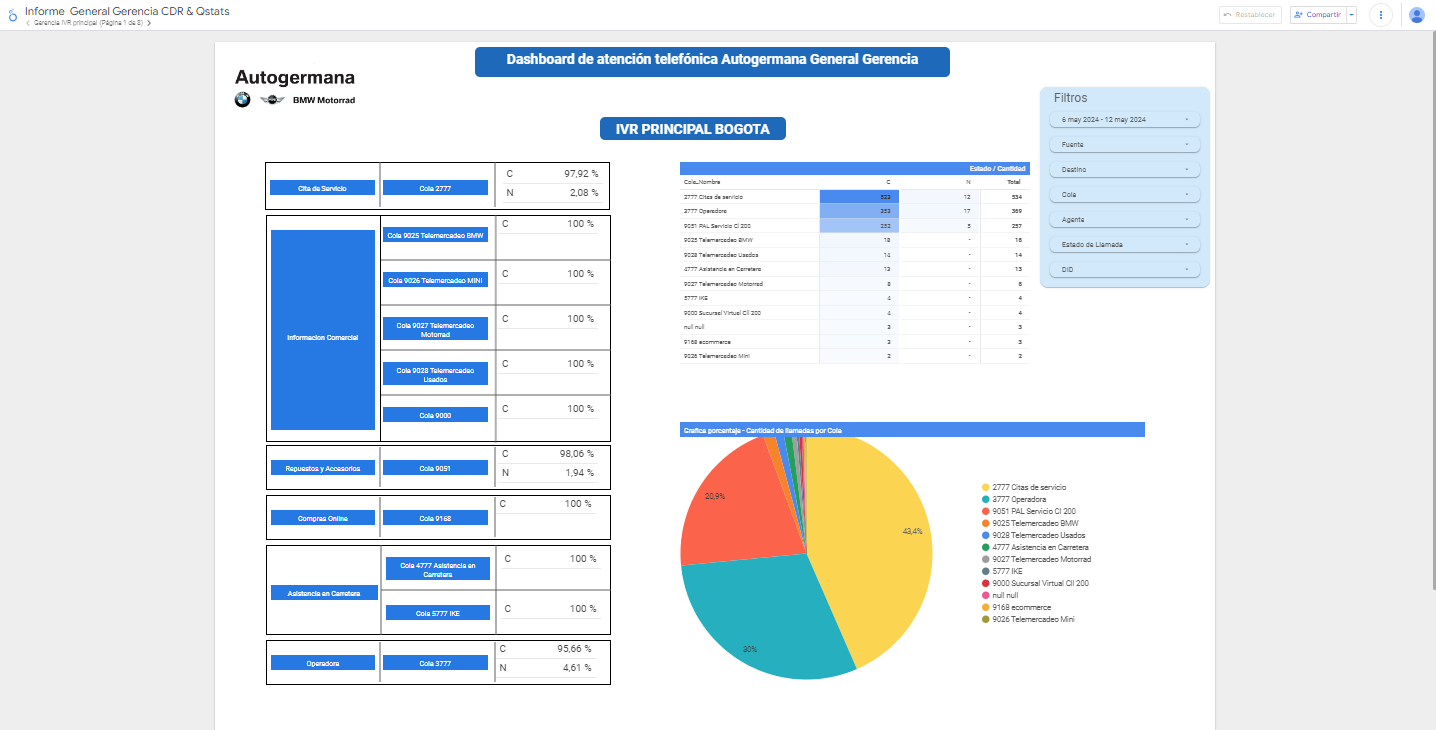 Informe  General Gerencia CDR & Qstats
Gerencia IVR principal (Página 1 de 8)
Restablecer
Compartir
Dashboard de atención telefónica Autogermana General Gerencia
Autogermana
BMW Motorrad
IVR PRINCIPAL BOGOTA
Filtros
6 may 2024 - 12 may 2024
Fuente
Destino
Cola
Agente
Estado de Llamada
DID
Cita de Servicio
Cola 2777
C 97,92 %
N 2,08 %
Informacion Comercial
Cola 9025 Telemercadeo BMW
C 100 %
Cola 9026 Telemercadeo MINI
C 100 %
Cola 9027 Telemercadeo
Motorrad
C 100 %
Cola 9028 Telemercadeo
Usados
C 100 %
Cola 9000
C 100 %
Repuestos y Accesorios
Cola 9051
C 98,06 %
N 1,94 %
Compras Online
Cola 9168
C 100 %
Asistencia en Carretera
Cola 4777 Asistencia en
Carretera
C 100 %
Cola 5777 IKE
C 100 %
Operadora
Cola 3777
C 95,66 %
N 4,61 %
Estado / Cantidad
Cola_Nombre C N Total
2777 Citas de servicio 12 534
3777 Operadora 353 17 369
9051 PAL Servicio Cl 200 252 5 257
9025 Telemercadeo BMW 16 - 16
9028 Telemercadeo Usados 14 - 14
4777 Asistencia en Carretera 13 - 13
9027 Telemercadeo Motorrad - 
5777 IKE 4 - 4
9000 Sucursal Virtual Cll 200 4 - 4
null null 3 - 3
9168 ecommerce 3 - 3
9026 Telemercadeo Mini 2 - 2
Grafica porcentaje - Cantidad de llamadas por Cola
20,9%
43,4%
30%
2777 Citas de servicio
3777 Operadora
9051 PAL Servicio Cl 200
9025 Telemercadeo BMW
9028 Telemercadeo Usados
4777 Asistencia en Carretera
9027 Telemercadeo Motorrad
5777 IKE
9000 Sucursal Virtual Cll 200
null null
9168 ecommerce
9026 Telemercadeo Mini